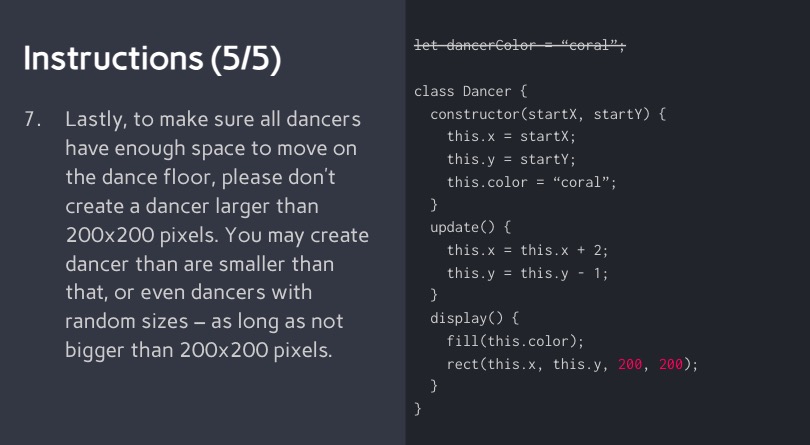 Instructions (5/5)
7. Lastly, to make sure all dancers
have enough space to move on
the dance floor, please don't
create a dancer larger than
200x200 pixels. You may create
dancer than are smaller than
that, or even dancers with
random sizes – as long as not
bigger than 200x200 pixels.
let dancerColor = “coral”;
class Dancer {
constructor(startX, startY) {
this.x = startX;
this.y = startY;
this.color = “coral”;
}
update() {
this.x = this.x + 2;
this.y = this.y - 1;
}
display() {
fill(this.color);
rect(this.x, this.y, 200, 200);
}
}